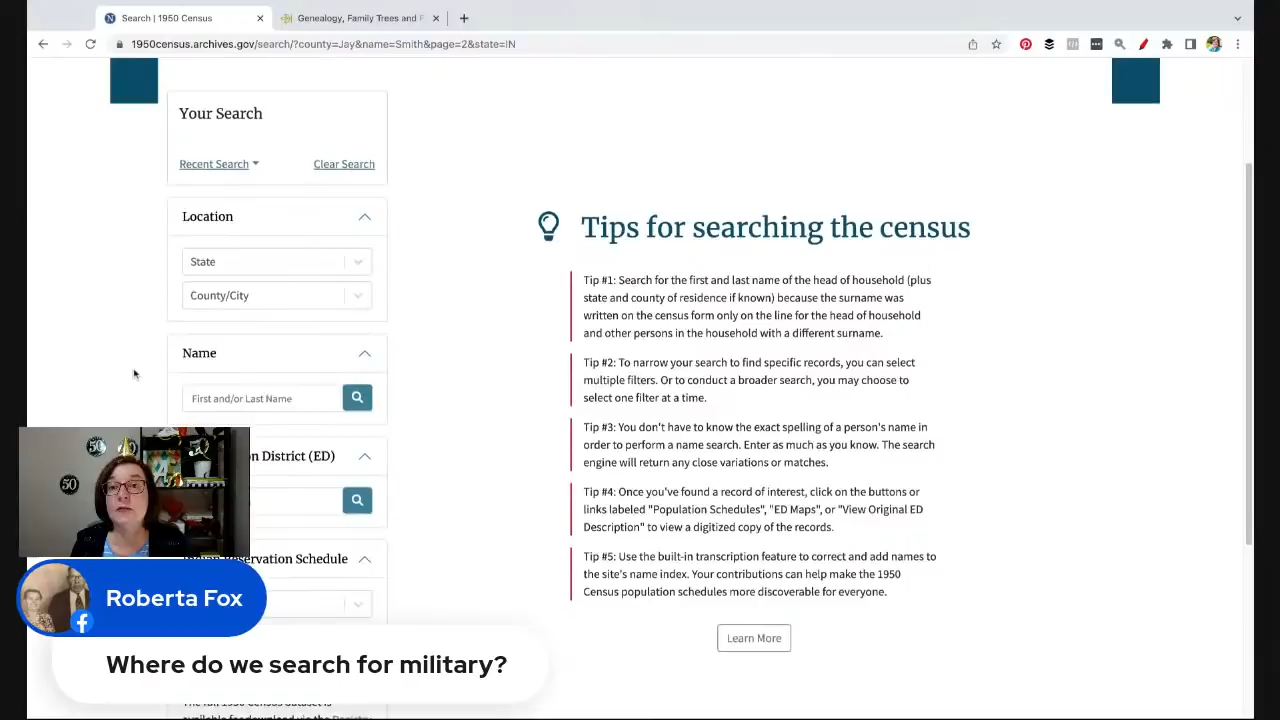 Search | 1950 Census
Genealogy, Family Trees and F
1950census.archives.gov/search/?county=Jay&name=Smith&page=2&state=IN
Your Search
Recent Search
Clear Search
Location
State
County/City
Name
First and/or Last Name
on District (ED)
Indian Reservation Schedule
Tips for searching the census
Tip #1: Search for the first and last name of the head of household (plus
state and county of residence if known) because the surname was
written on the census form only on the line for the head of household
and other persons in the household with a different surname.
Tip #2: To narrow your search to find specific records, you can select
multiple filters. Or to conduct a broader search, you may choose to
select one filter at a time.
Tip #3: You don't have to know the exact spelling of a person's name in
order to perform a name search. Enter as much as you know. The search
engine will return any close variations or matches.
Tip #4: Once you've found a record of interest, click on the buttons or
links labeled "Population Schedules", "ED Maps", or "View Original ED
Description" to view a digitized copy of the records.
Tip #5: Use the built-in transcription feature to correct and add names to
the site's name index. Your contributions can help make the 1950
Census population schedules more discoverable for everyone.
Learn More
50
50
50
Roberta Fox
Where do we search for military?